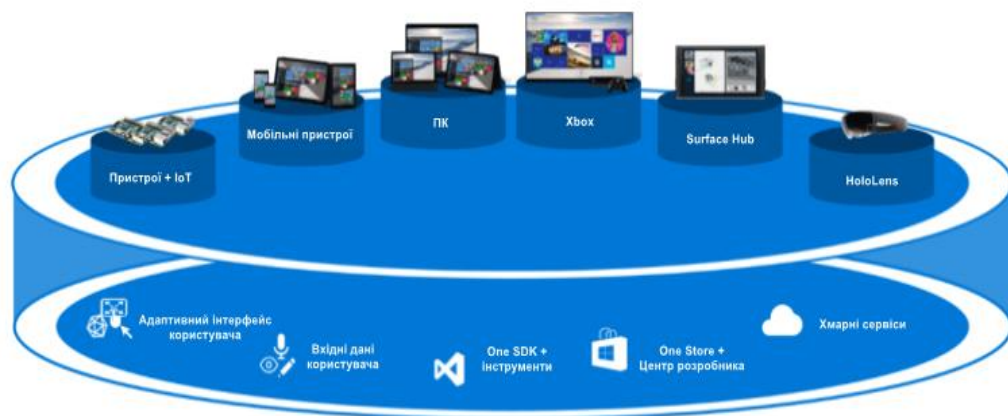 Пристрої + IoT
Мобільні пристрої
ПК
Xbox
Surface Hub
HoloLens
Адаптивний інтерфейс
користувача
Вхідні дані
користувача
One SDK +
інструменти
One Store +
Центр розробника
Хмарні сервіси